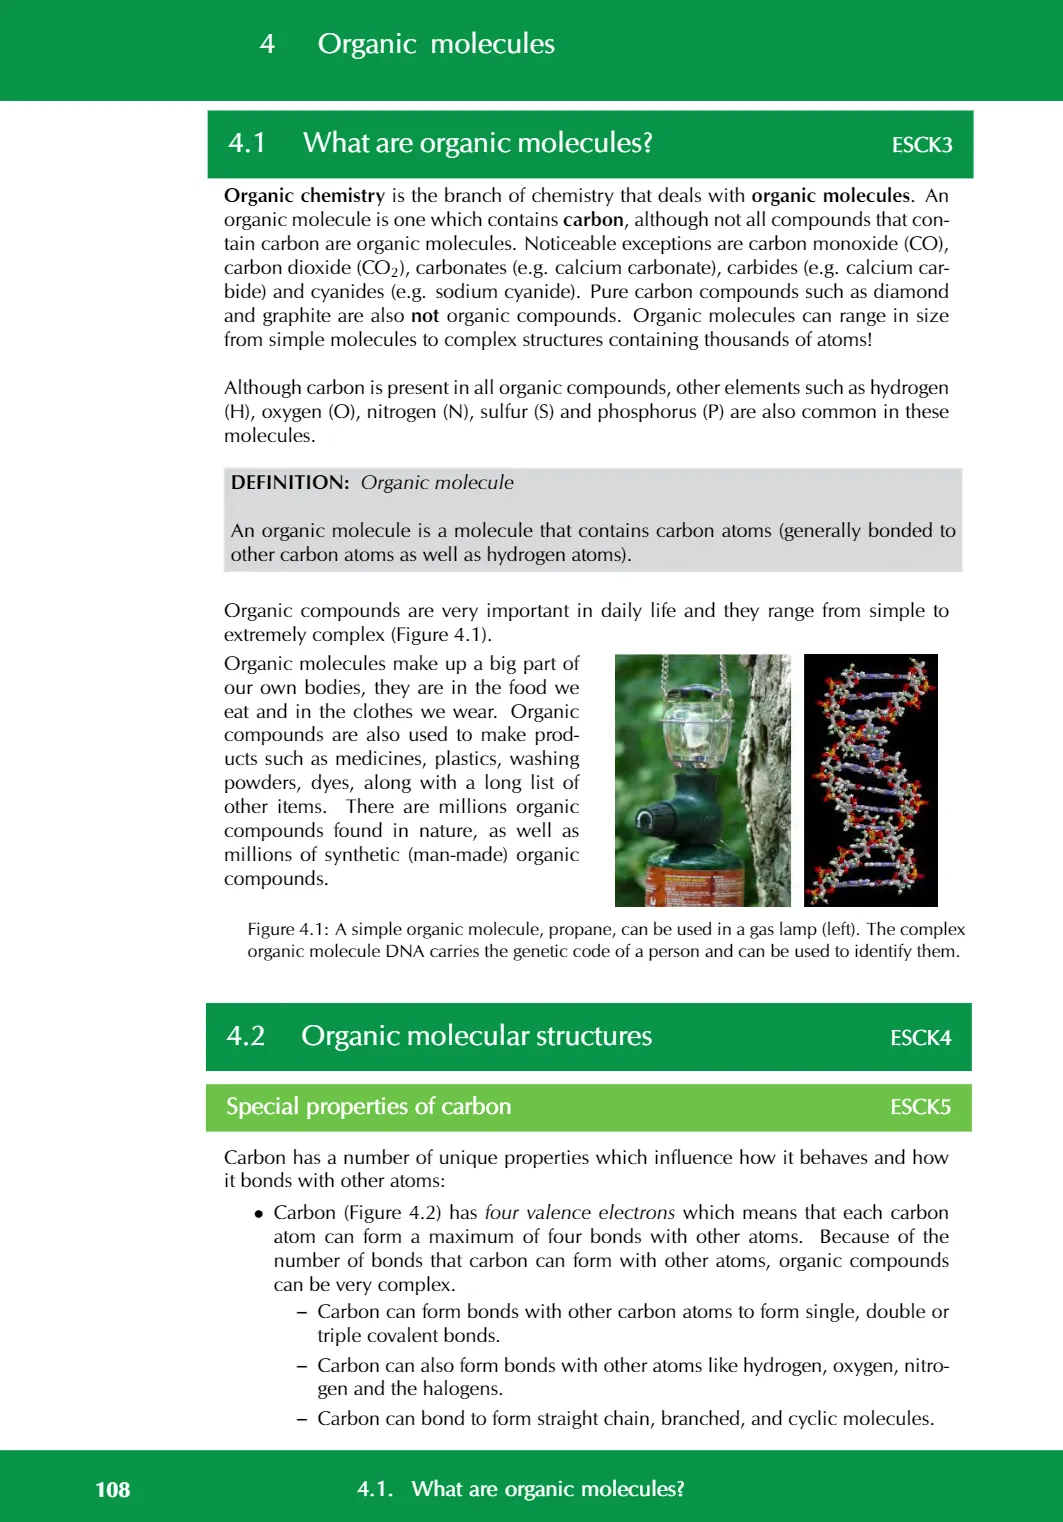 4 Organic molecules
4.1 What are organic molecules? ESCK3
Organic chemistry is the branch of chemistry that deals with organic molecules. An
organic molecule is one which contains carbon, although not all compounds that con-
tain carbon are organic molecules. Noticeable exceptions are carbon monoxide (CO),
carbon dioxide (CO₂), carbonates (e.g. calcium carbonate), carbides (e.g. calcium car-
bide) and cyanides (e.g. sodium cyanide). Pure carbon compounds such as diamond
and graphite are also not organic compounds. Organic molecules can range in size
from simple molecules to complex structures containing thousands of atoms!
Although carbon is present in all organic compounds, other elements such as hydrogen
(H), oxygen (O), nitrogen (N), sulfur (S) and phosphorus (P) are also common in these
molecules.
DEFINITION: Organic molecule
An organic molecule is a molecule that contains carbon atoms (generally bonded to
other carbon atoms as well as hydrogen atoms).
Organic compounds are very important in daily life and they range from simple to
extremely complex (Figure 4.1).
Organic molecules make up a big part of
our own bodies, they are in the food we
eat and in the clothes we wear. Organic
compounds are also used to make prod-
ucts such as medicines, plastics, washing
powders, dyes, along with a long list of
other items. There are millions organic
compounds found in nature, as well as
millions of synthetic (man-made) organic
compounds.
Figure 4.1: A simple organic molecule, propane, can be used in a gas lamp (left). The complex
organic molecule DNA carries the genetic code of a person and can be used to identify them.
4.2 Organic molecular structures ESCK4
Special properties of carbon ESCK5
Carbon has a number of unique properties which influence how it behaves and how
it bonds with other atoms:
• Carbon (Figure 4.2) has four valence electrons which means that each carbon
atom can form a maximum of four bonds with other atoms. Because of the
number of bonds that carbon can form with other atoms, organic compounds
can be very complex.
– Carbon can form bonds with other carbon atoms to form single, double or
triple covalent bonds.
– Carbon can also form bonds with other atoms like hydrogen, oxygen, nitro-
gen and the halogens.
– Carbon can bond to form straight chain, branched, and cyclic molecules.
108 4.1. What are organic molecules?